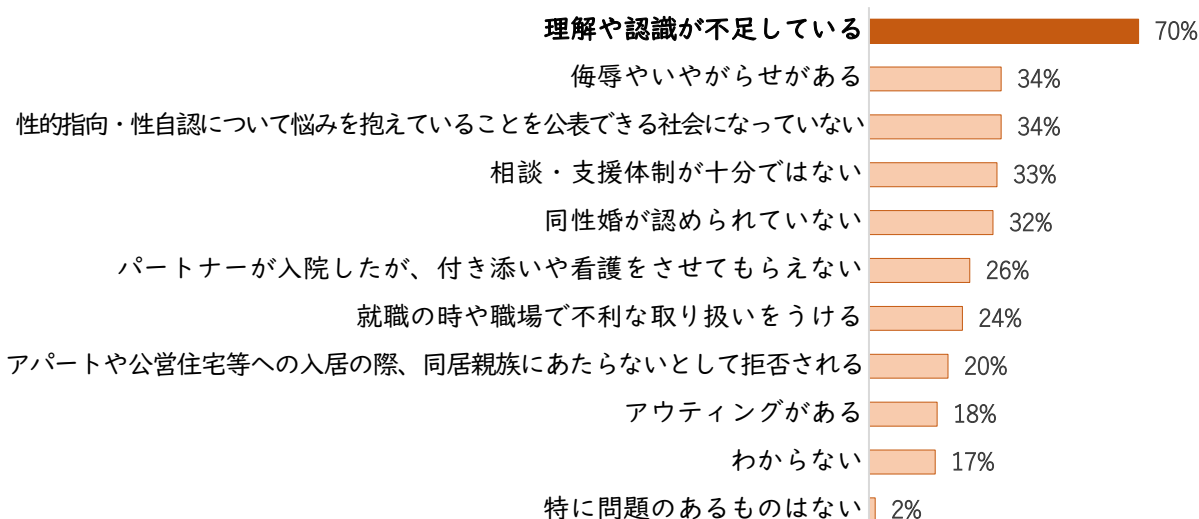 理解や認識が不足している 70%
侮辱やいやがらせがある 34%
性的指向・性自認について悩みを抱えていることを公表できる社会になっていない 34%
相談・支援体制が十分ではない 33%
同性婚が認められていない 32%
パートナーが入院したが、付き添いや看護をさせてもらえない 26%
就職の時や職場で不利な取り扱いをうける 24%
アパートや公営住宅等への入居の際、同居親族にあたらないとして拒否される 20%
アウティングがある 18%
わからない 17%
特に問題のあるものはない 2%